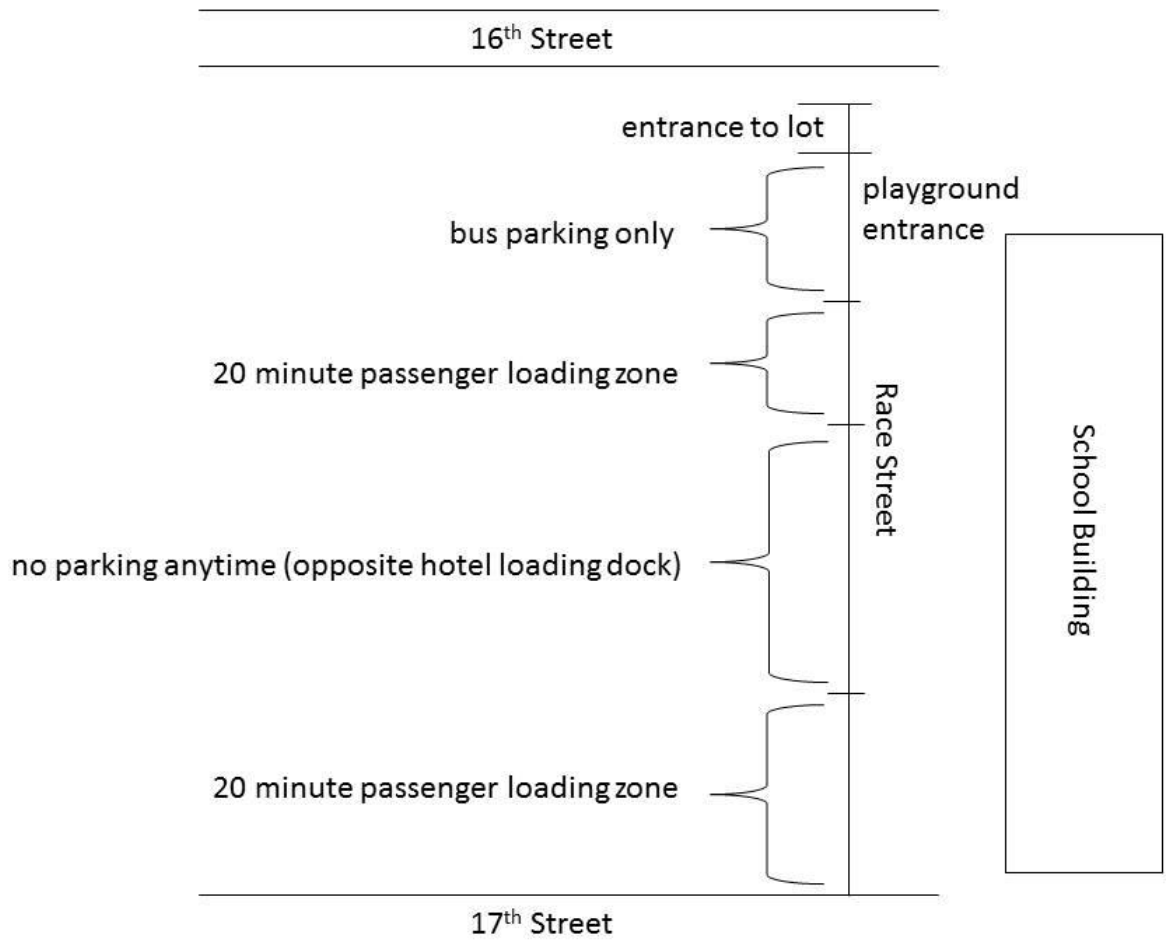 16th Street
entrance to lot
playground
entrance
bus parking only
20 minute passenger loading zone
Race Street
School Building
no parking anytime (opposite hotel loading dock)
20 minute passenger loading zone
17th Street